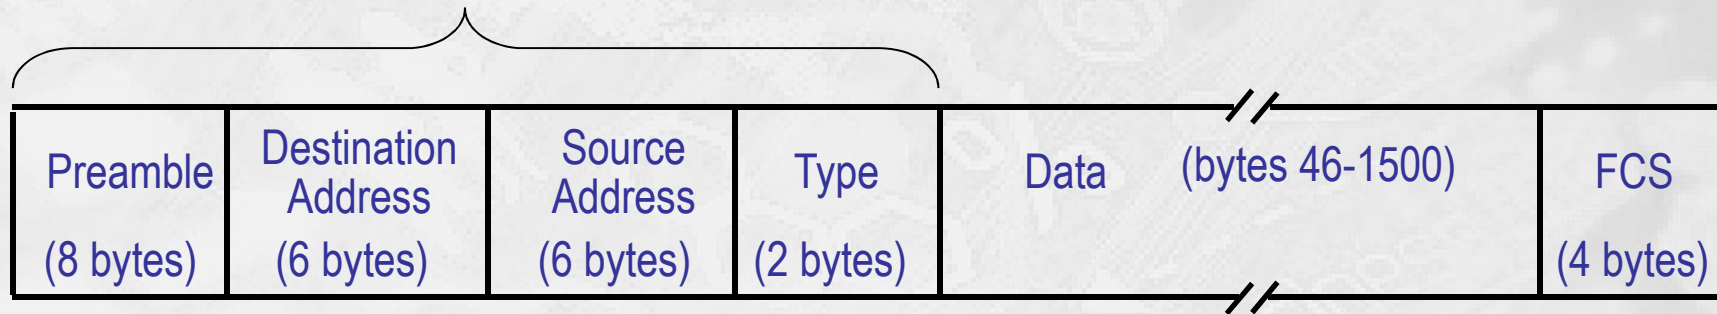 Preamble
(8 bytes)
Destination
Address
(6 bytes)
Source
Address
(6 bytes)
Type
(2 bytes)
Data (bytes 46-1500)
FCS
(4 bytes)